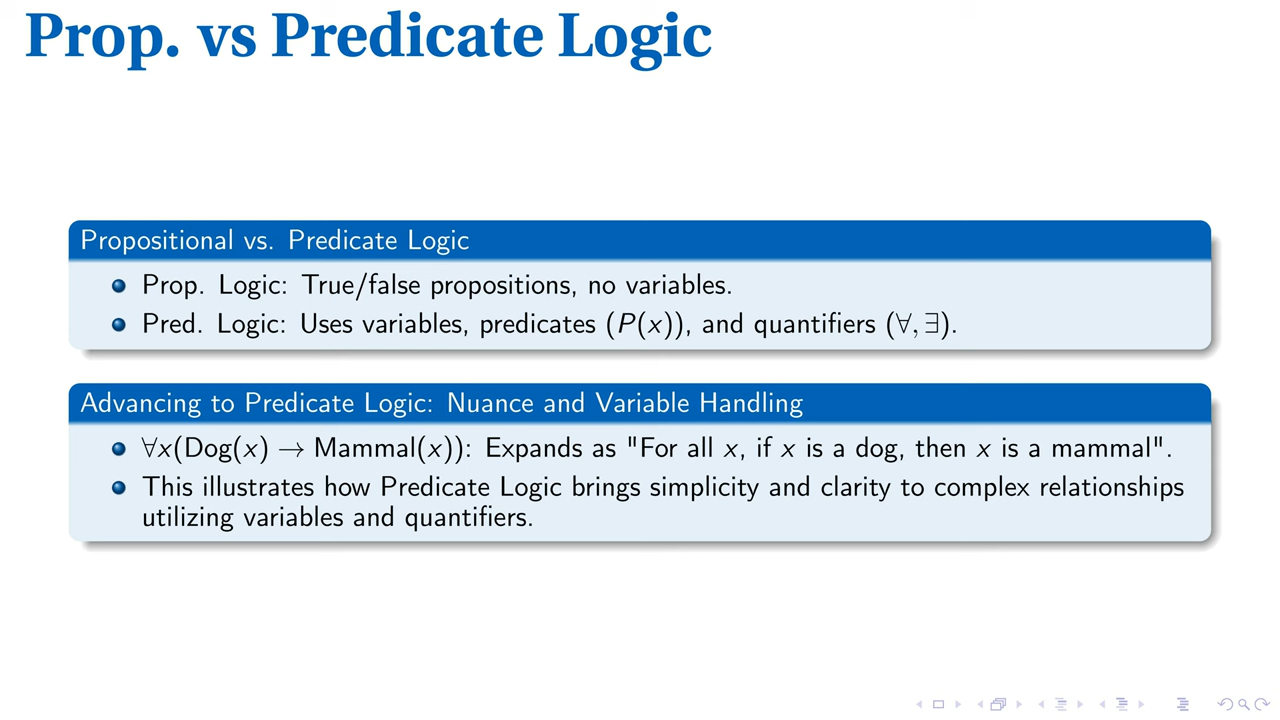 Prop. vs Predicate Logic
Propositional vs. Predicate Logic
Prop. Logic: True/false propositions, no variables.
Pred. Logic: Uses variables, predicates (P(x)), and quantifiers (∀, ∃).
Advancing to Predicate Logic: Nuance and Variable Handling
∀x(Dog(x) → Mammal(x)): Expands as "For all x, if x is a dog, then x is a mammal".
This illustrates how Predicate Logic brings simplicity and clarity to complex relationships
utilizing variables and quantifiers.